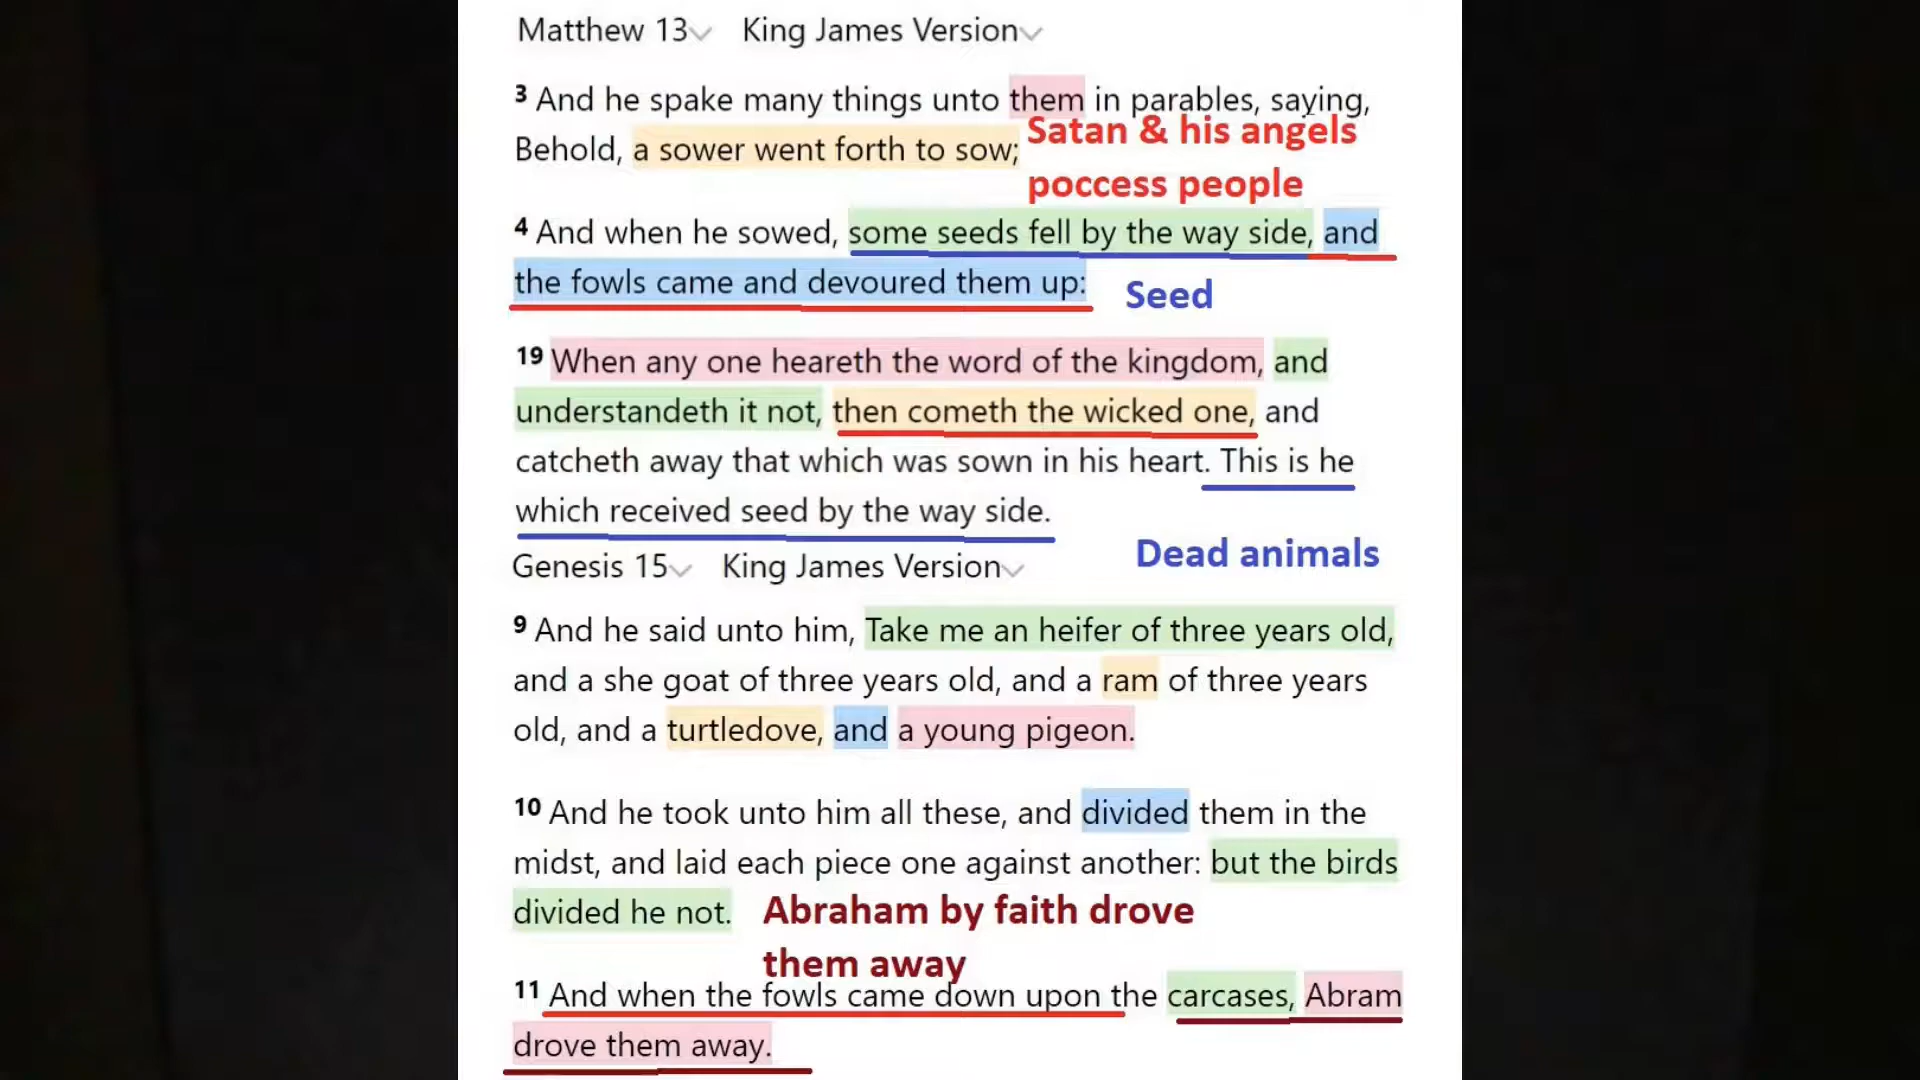 Matthew 13 King James Version
3 And he spake many things unto them in parables, saying,
Satan & his angels
Behold, a sower went forth to sow;
poccess people
4 And when he sowed, some seeds fell by the way side, and
the fowls came and devoured them up:
Seed
19 When any one heareth the word of the kingdom, and
understandeth it not, then cometh the wicked one, and
catcheth away that which was sown in his heart. This is he
which received seed by the way side.
Dead animals
Genesis 15 King James Version
9 And he said unto him, Take me an heifer of three years old,
and a she goat of three years old, and a ram of three years
old, and a turtledove, and a young pigeon.
10 And he took unto him all these, and divided them in the
midst, and laid each piece one against another: but the birds
divided he not.
Abraham by faith drove
them away
11 And when the fowls came down upon the carcases, Abram
drove them away.